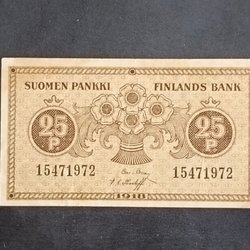 SUOMEN PANKKI FINLANDS BANK
25 P 25 P
15471972 15471972
1918